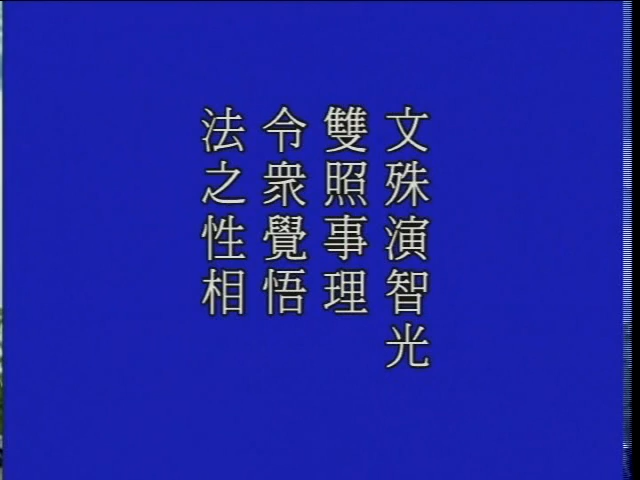 文殊演智光
雙照事理
令衆覺悟
法之性相